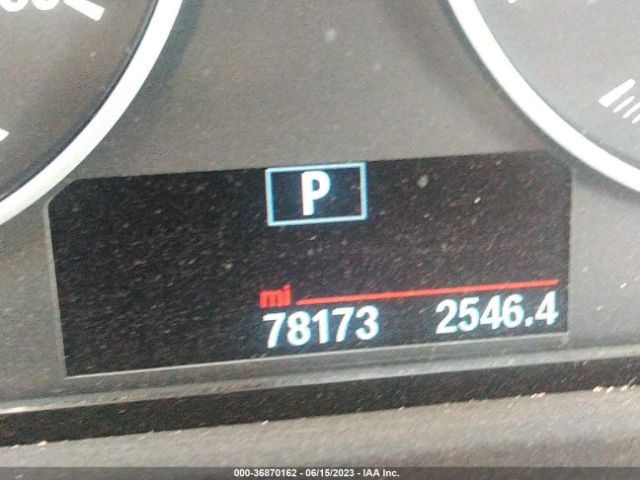 P
mi
78173 2546.4
000-36870162 - 06/15/2023 - IAA Inc.